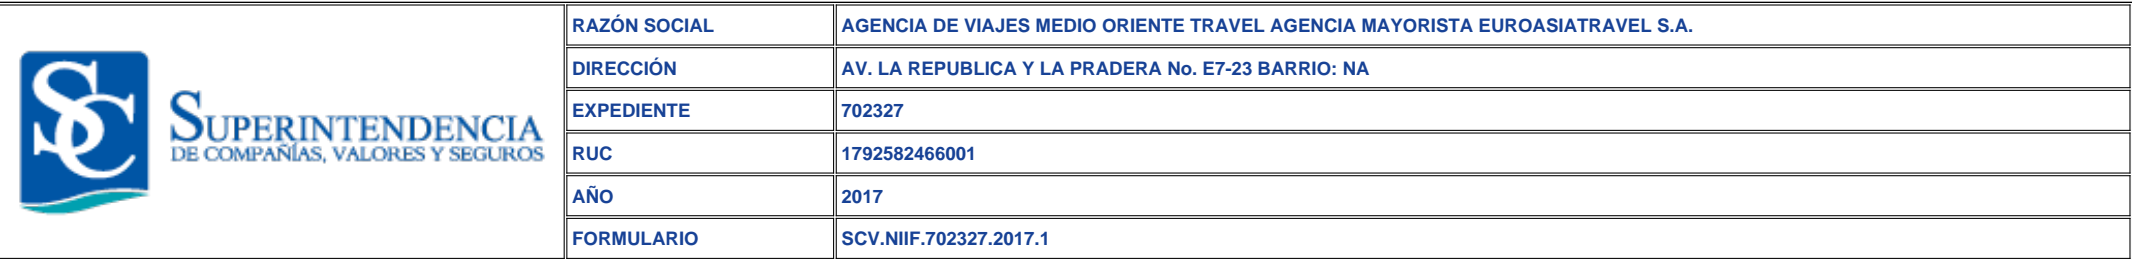 SC
SUPERINTENDENCIA
DE COMPAÑÍAS, VALORES Y SEGUROS
RAZÓN SOCIAL AGENCIA DE VIAJES MEDIO ORIENTE TRAVEL AGENCIA MAYORISTA EUROASIATRAVEL S.A.
DIRECCIÓN AV. LA REPUBLICA Y LA PRADERA No. E7-23 BARRIO: NA
EXPEDIENTE 702327
RUC 1792582466001
AÑO 2017
FORMULARIO SCV.NIIF.702327.2017.1